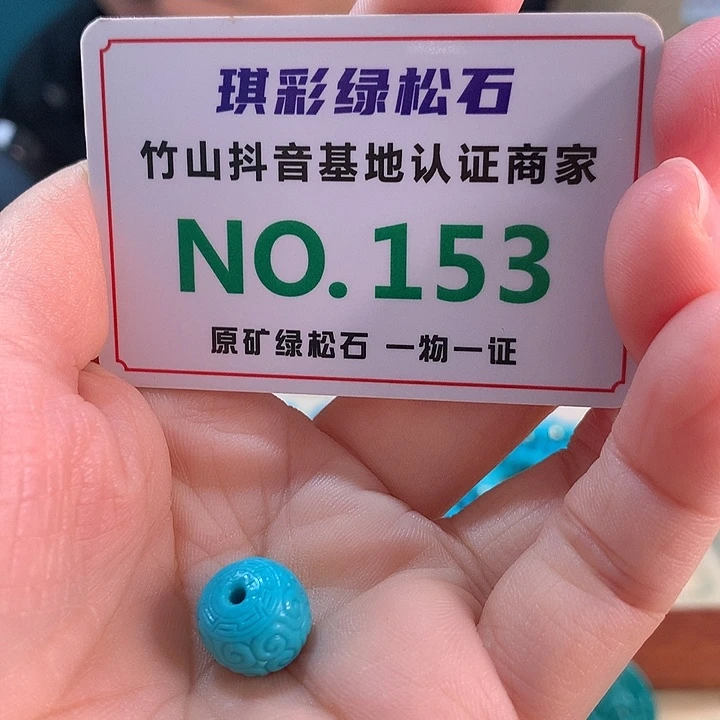 琪彩绿松石
竹山抖音基地认证商家
NO.153
原矿绿松石 一物一证